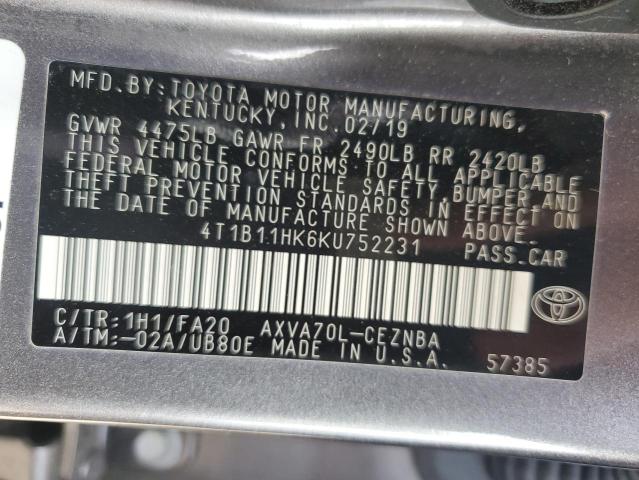 MFD.BY:TOYOTA MOTOR MANUFACTURING,
KENTUCKY, INC.02/19
GVWR 4475LB GAWR FR 2490LB RR 2420LB
THIS VEHICLE CONFORMS TO ALL APPLICABLE
FEDERAL MOTOR VEHICLE SAFETY,BUMPER,AND
THEFT PREVENTION STANDARDS IN EFFECT ON
THE DATE OF MANUFACTURE SHOWN ABOVE.
4T1B11HK6KU752231 PASS.CAR
C/TR:1H1/FA20 AXVA70L-CEZNBA
A/TM:-02A/UB80E MADE IN U.S.A. 57385